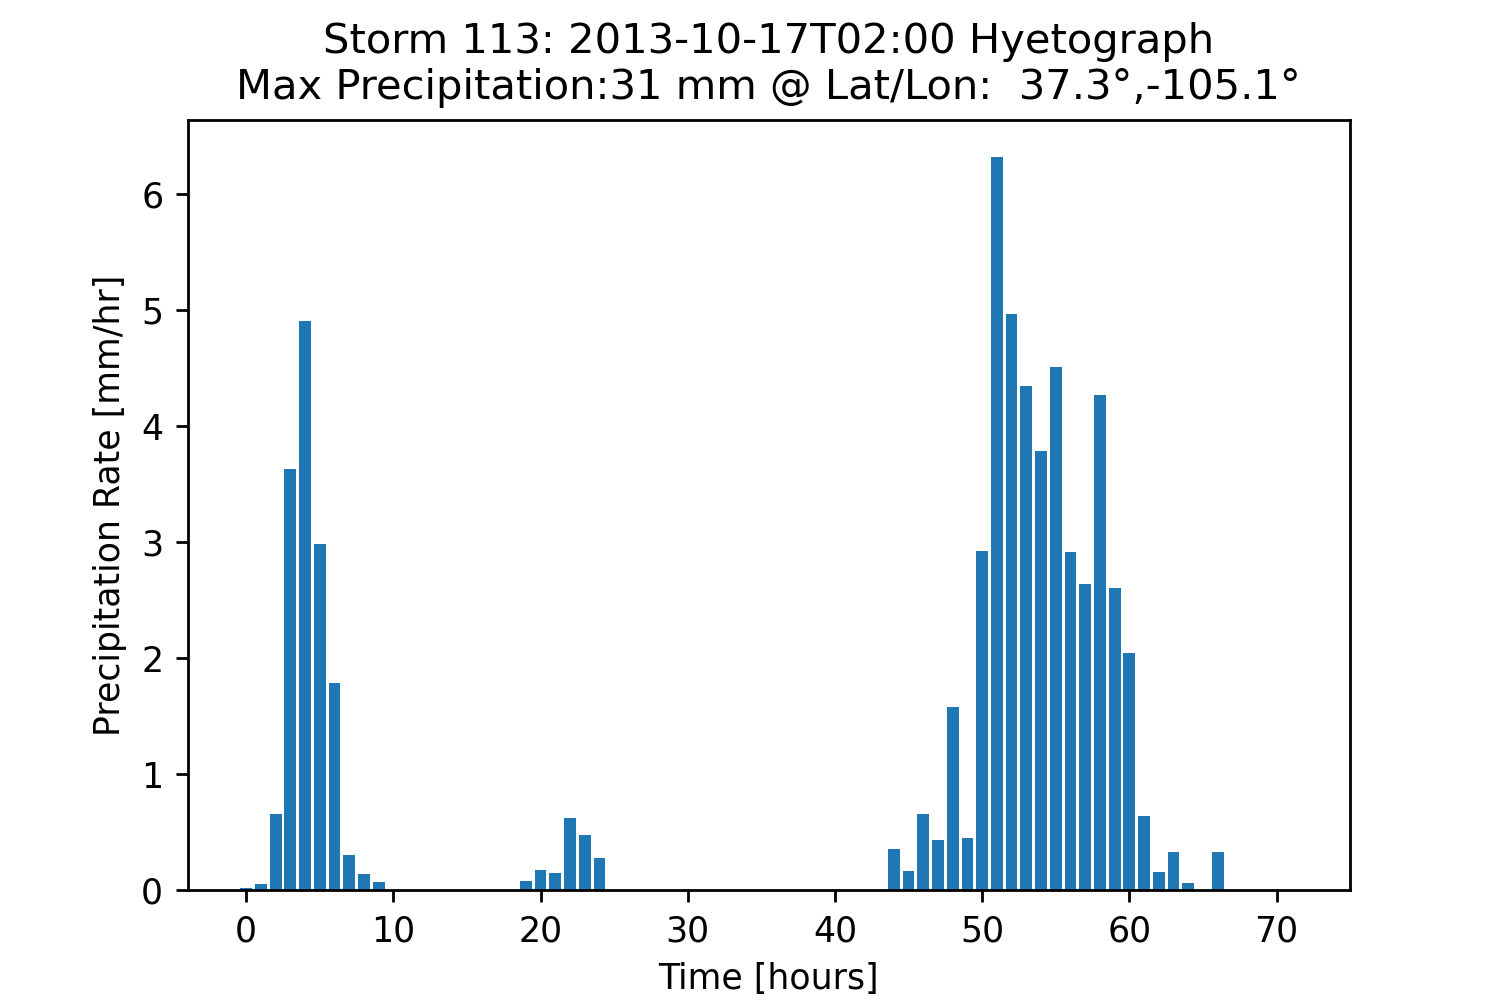 Storm 113: 2013-10-17T02:00 Hyetograph
Max Precipitation:31 mm @ Lat/Lon:  37.3°,-105.1°
Precipitation Rate [mm/hr]
6
5
4
3
2
1
0
0 10 20 30 40 50 60 70
Time [hours]